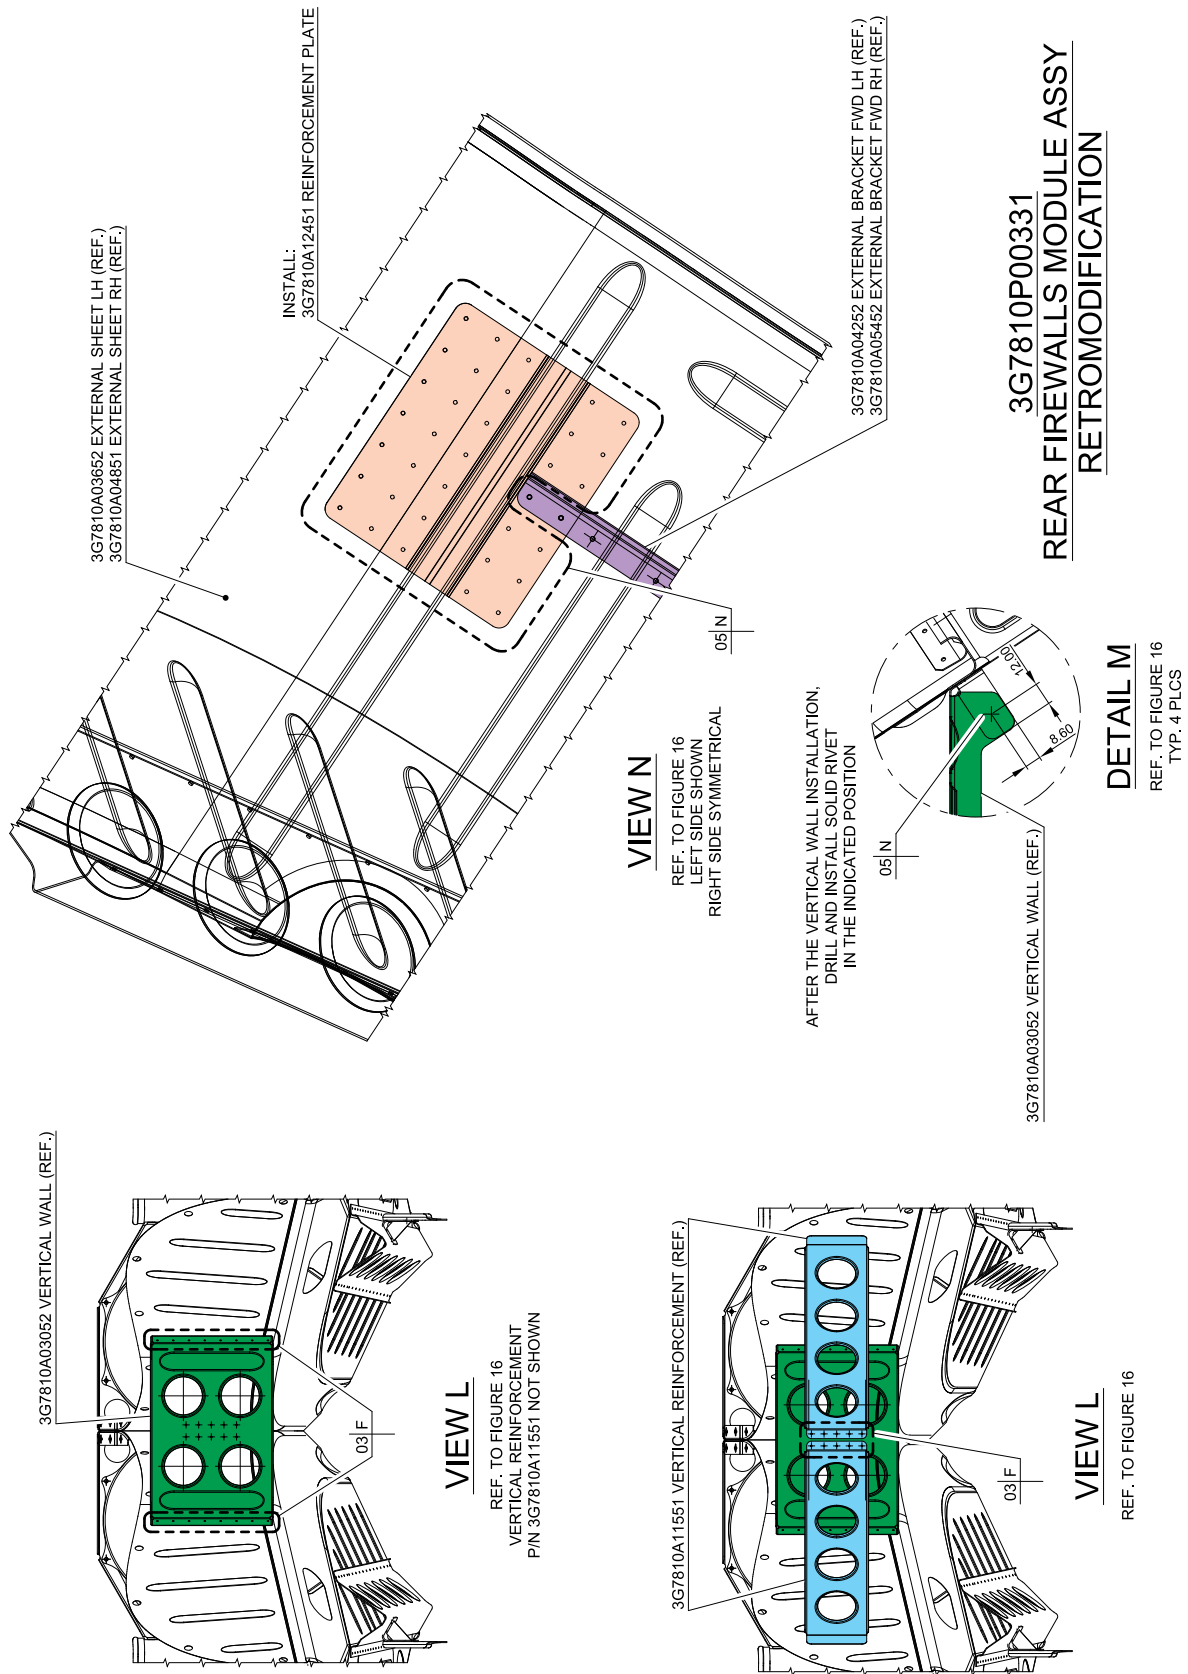 3G7810A03052 VERTICAL WALL (REF.)
03 F
VIEW L
REF. TO FIGURE 16
VERTICAL REINFORCEMENT
P/N 3G7810A11551 NOT SHOWN
3G7810A11551 VERTICAL REINFORCEMENT (REF.)
03 F
VIEW L
REF. TO FIGURE 16
3G7810A03652 EXTERNAL SHEET LH (REF.)
3G7810A04851 EXTERNAL SHEET RH (REF.)
INSTALL:
3G7810A12451 REINFORCEMENT PLATE
05 N
3G7810A04252 EXTERNAL BRACKET FWD LH (REF.)
3G7810A05452 EXTERNAL BRACKET FWD RH (REF.)
VIEW N
REF. TO FIGURE 16
LEFT SIDE SHOWN
RIGHT SIDE SYMMETRICAL
AFTER THE VERTICAL WALL INSTALLATION,
DRILL AND INSTALL SOLID RIVET
IN THE INDICATED POSITION
05 N
12.00
8.60
3G7810A03052 VERTICAL WALL (REF.)
DETAIL M
REF. TO FIGURE 16
TYP. 4 PLCS
3G7810P00331
REAR FIREWALLS MODULE ASSY
RETROMODIFICATION